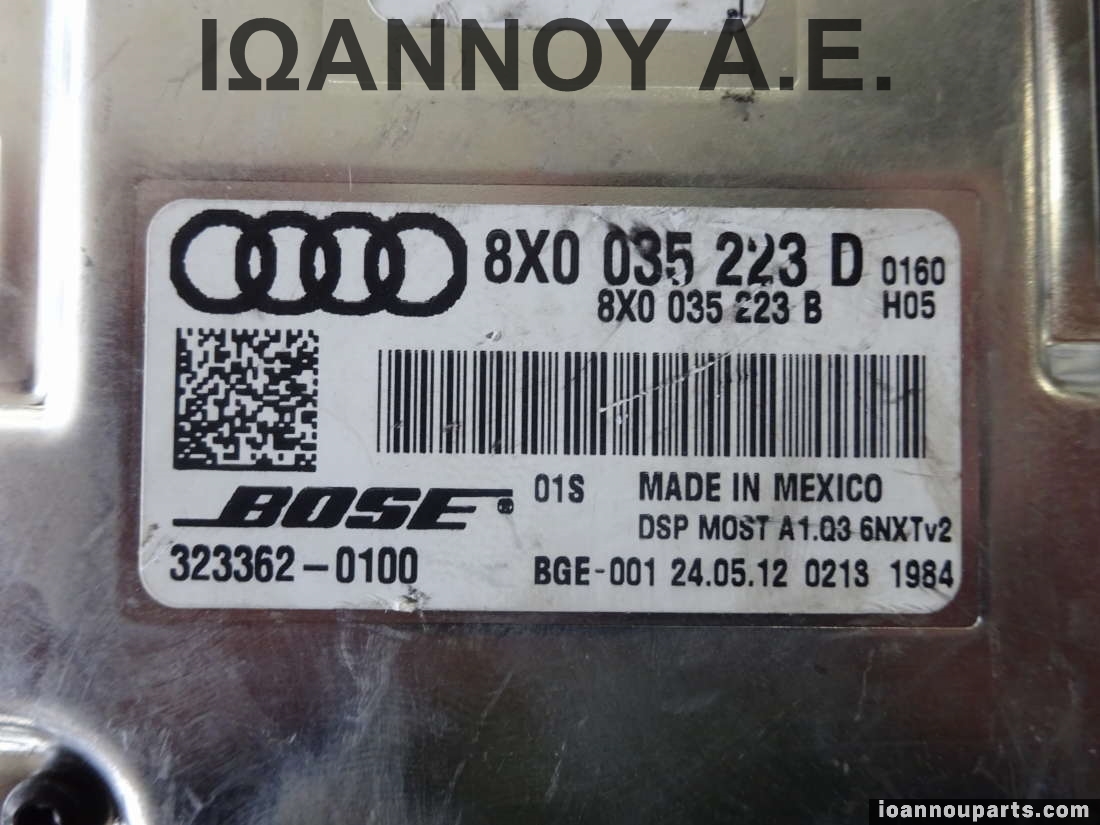 ΙΩΑΝΝΟΥ Α.Ε.
8X0 035 223 D 0160
8X0 035 223 B H05
BOSE® 01S MADE IN MEXICO
DSP MOST A1.Q3 6NXTv2
323362-0100 BGE-001 24.05.12 0213 1984
ioannouparts.com